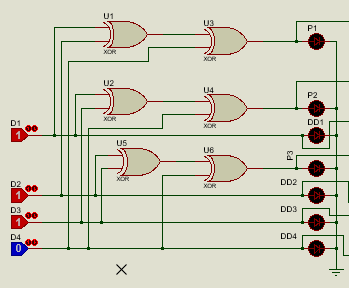 U1
XOR
U3
XOR
P1
U2
XOR
U4
XOR
P2
D1
1
DD1
U5
XOR
U6
XOR
P3
D2
1
DD2
D3
1
DD3
D4
0
DD4